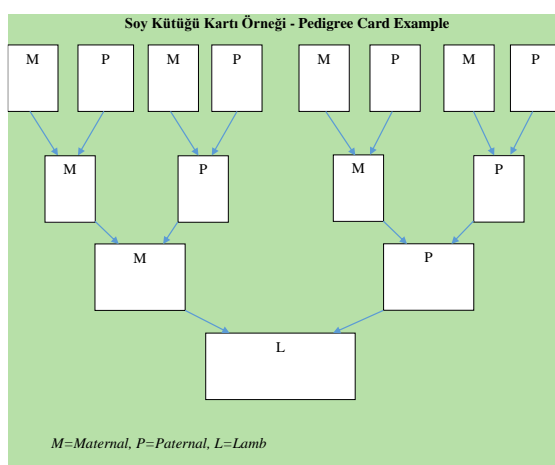 Soy Kütüğü Kartı Örneği - Pedigree Card Example
M P M P M P M P
M P M P
M P
L
M=Maternal, P=Paternal, L=Lamb